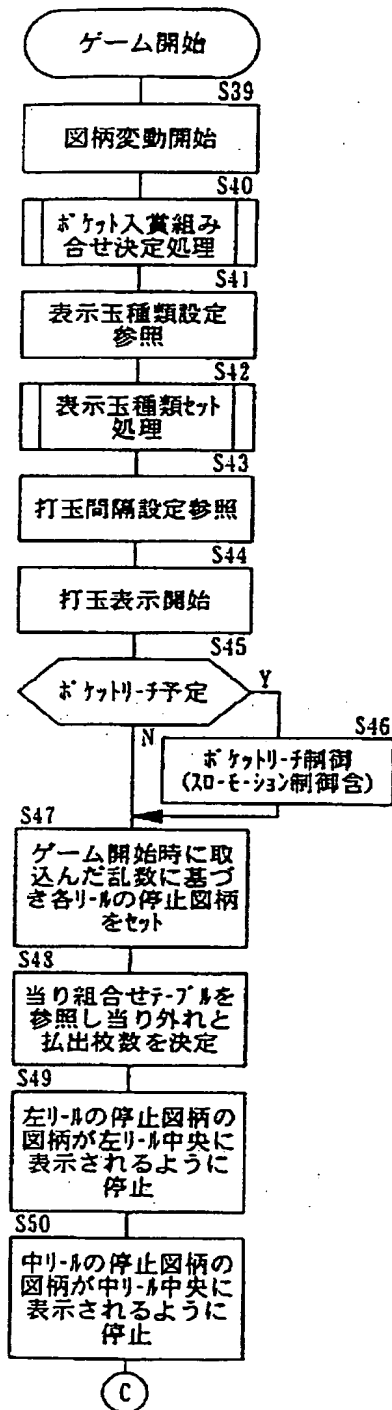 ゲーム開始
S39
図柄変動開始
S40
ポケット入賞組み
合せ決定処理
S41
表示玉種類設定
参照
S42
表示玉種類セット
処理
S43
打玉間隔設定参照
S44
打玉表示開始
S45
ポケットリーチ予定
Y
N
S46
ポケットリーチ制御
(スローモーション制御含)
S47
ゲーム開始時に取
込んだ乱数に基づ
き各リールの停止図柄
をセット
S48
当り組合せテーブルを
参照し当り外れと
払出枚数を決定
S49
左リールの停止図柄の
図柄が左リール中央に
表示されるように
停止
S50
中リールの停止図柄の
図柄が中リール中央に
表示されるように
停止
C